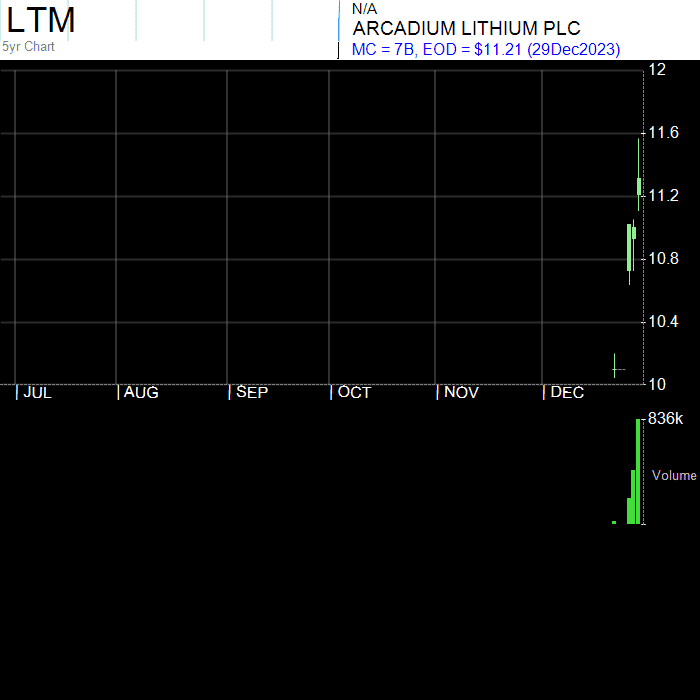 LTM
5yr Chart
N/A
ARCADIUM LITHIUM PLC
MC = 7B, EOD = $11.21 (29Dec2023)
12
11.6
11.2
10.8
10.4
10
| JUL | AUG | SEP | OCT | NOV | DEC
836k
Volume